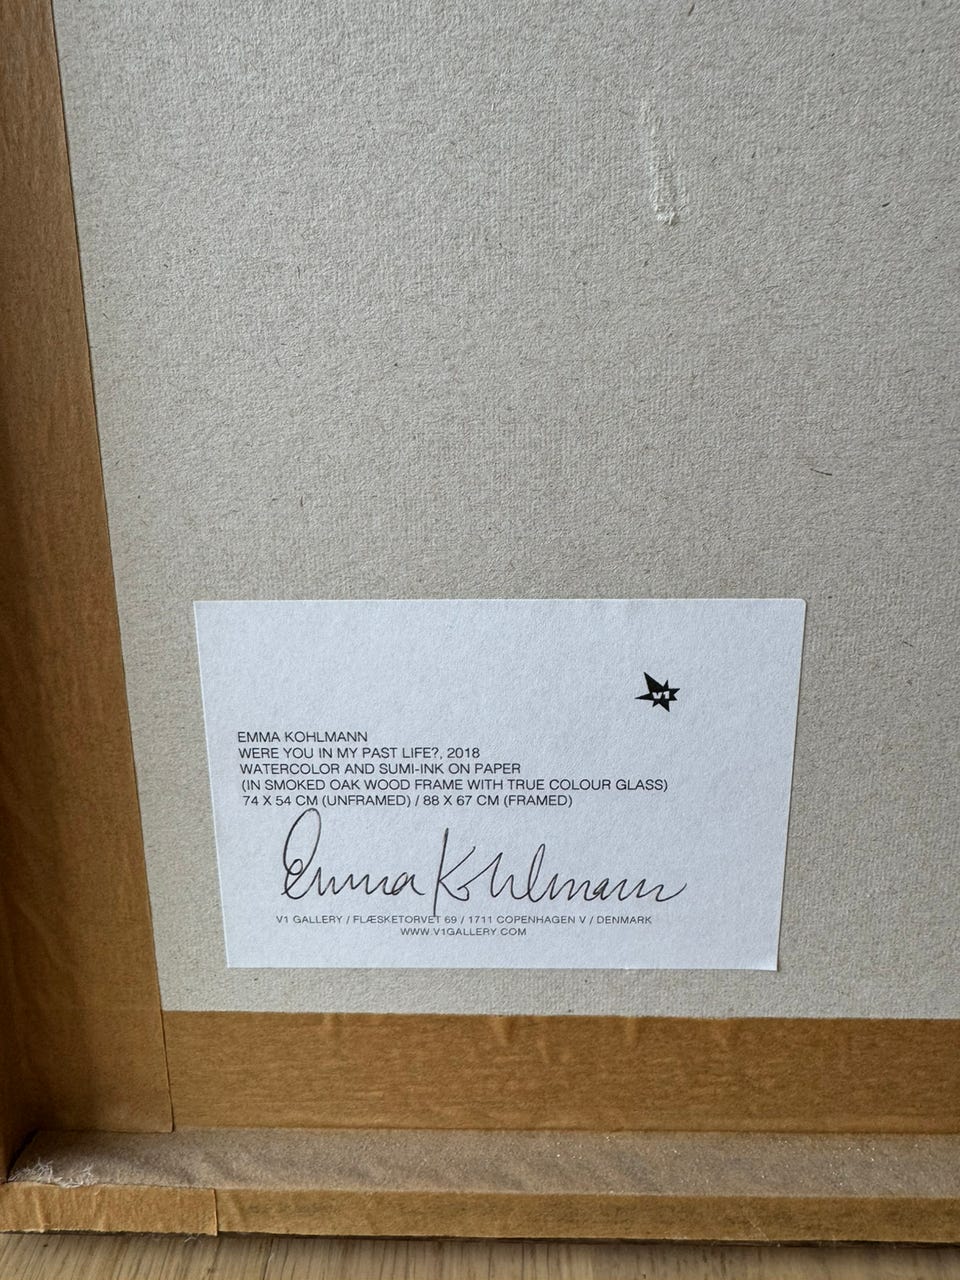 V1
EMMA KOHLMANN
WERE YOU IN MY PAST LIFE?, 2018
WATERCOLOR AND SUMI-INK ON PAPER
(IN SMOKED OAK WOOD FRAME WITH TRUE COLOUR GLASS)
74 X 54 CM (UNFRAMED) / 88 X 67 CM (FRAMED)
Emma Kohlmann
V1 GALLERY / FLÆSKETORVET 69 / 1711 COPENHAGEN V / DENMARK
WWW.V1GALLERY.COM